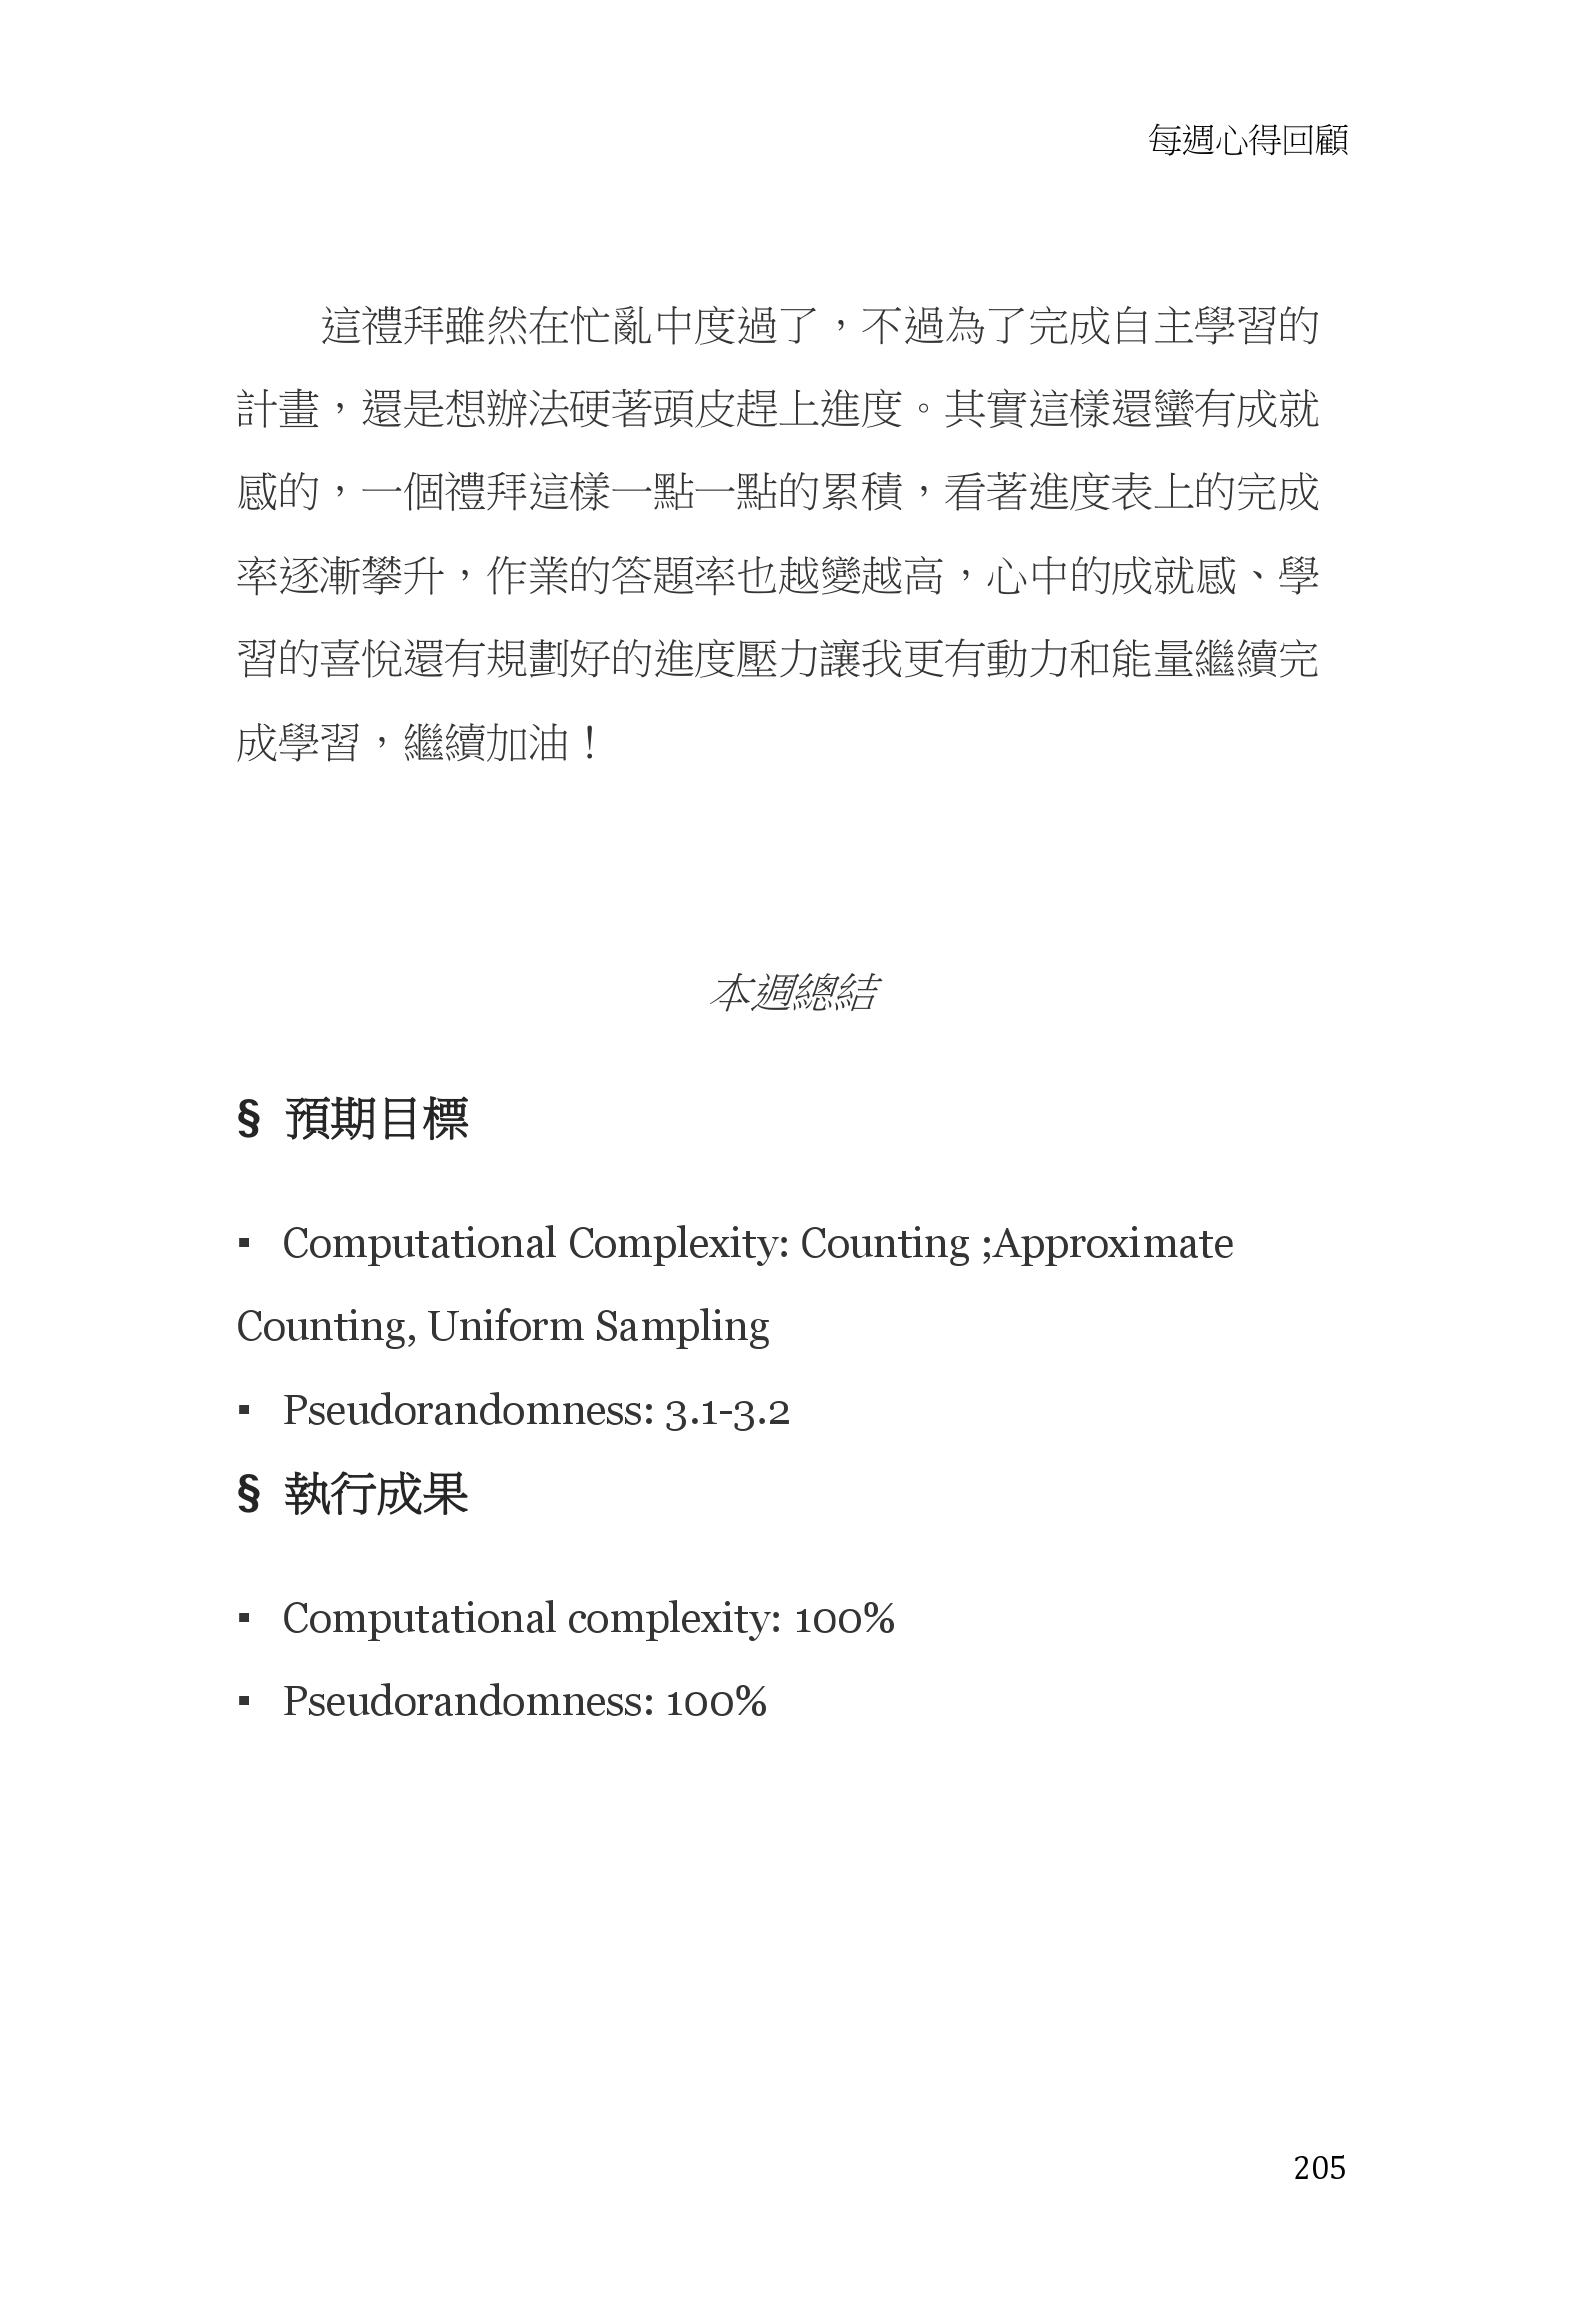 每週心得回顧
這禮拜雖然在忙亂中度過了，不過為了完成自主學習的
計畫，還是想辦法硬著頭皮趕上進度。其實這樣還蠻有成就
感的，一個禮拜這樣一點一點的累積，看著進度表上的完成
率逐漸攀升，作業的答題率也越變越高，心中的成就感、學
習的喜悅還有規劃好的進度壓力讓我更有動力和能量繼續完
成學習，繼續加油！
本週總結
§ 預期目標
▪ Computational Complexity: Counting ;Approximate
Counting, Uniform Sampling
▪ Pseudorandomness: 3.1-3.2
§ 執行成果
▪ Computational complexity: 100%
▪ Pseudorandomness: 100%
205